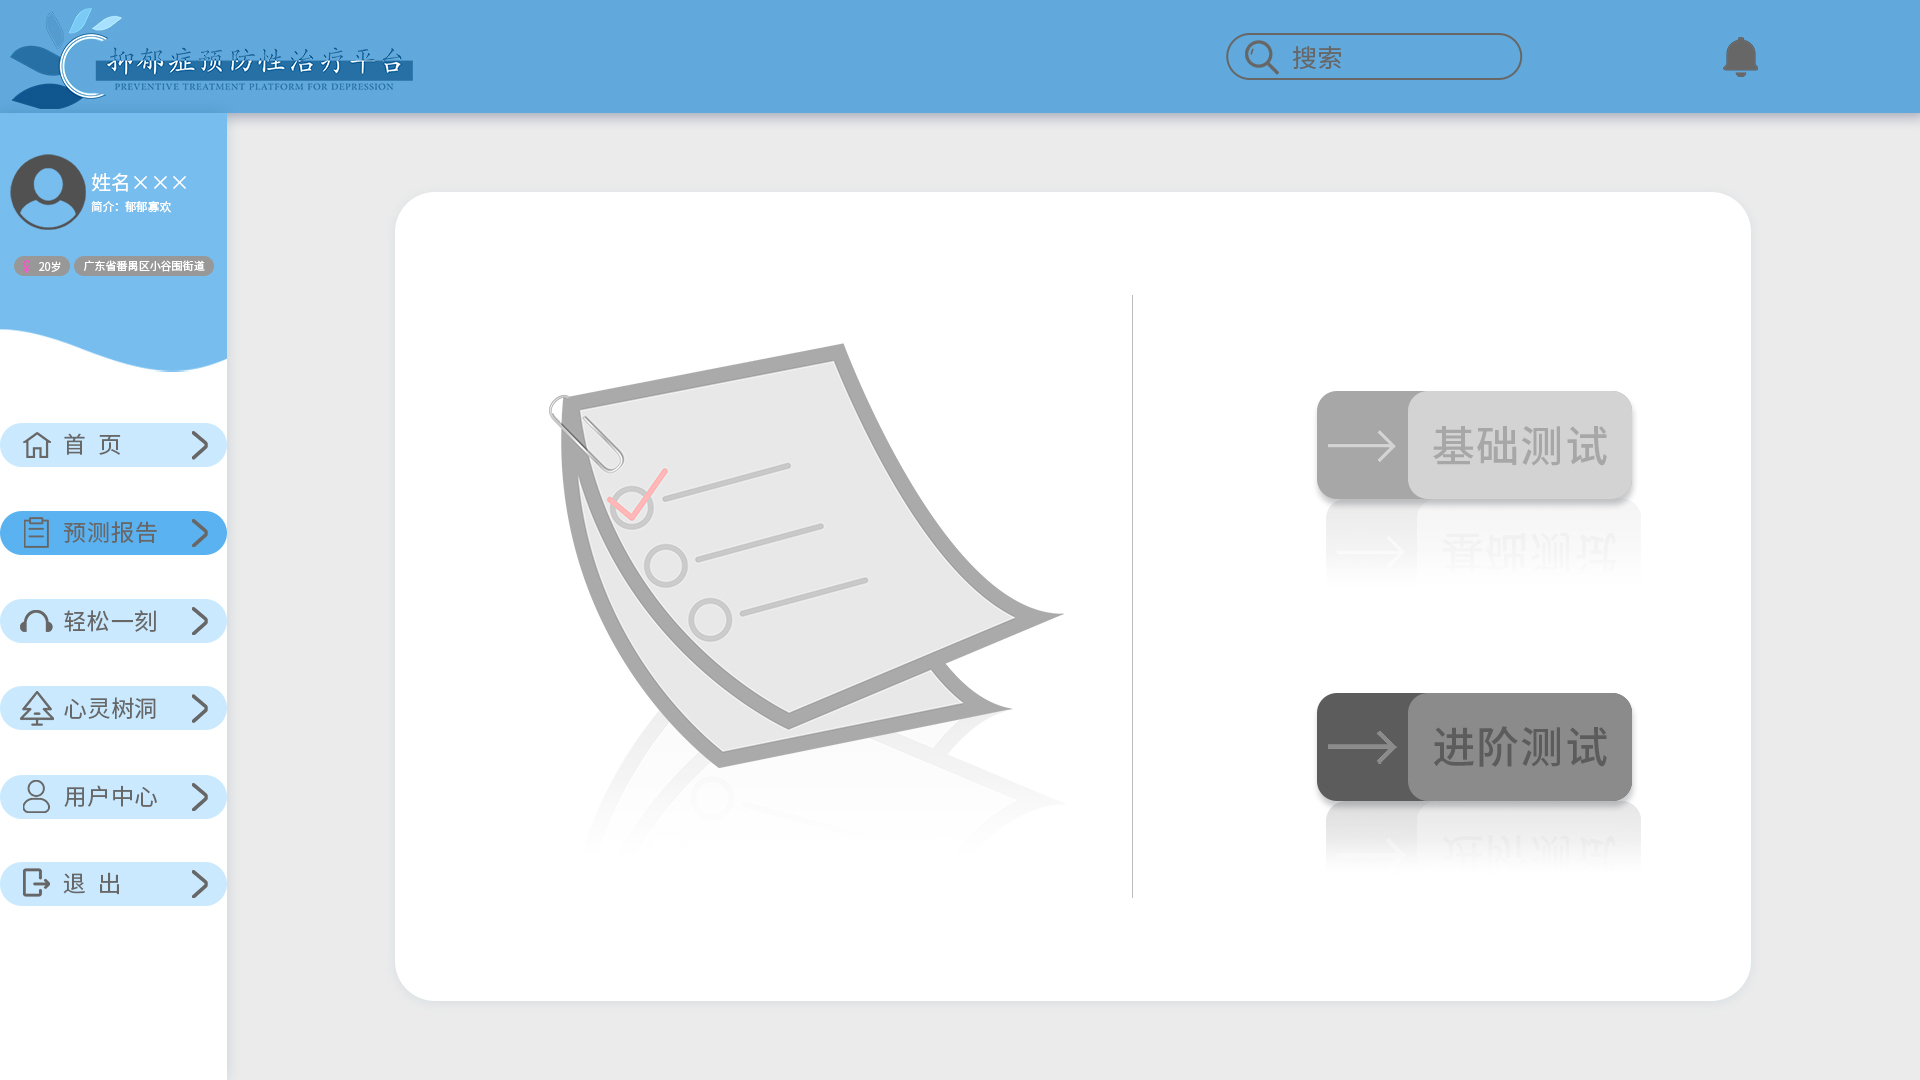 抑郁症预防性治疗平台
PREVENTIVE TREATMENT PLATFORM FOR DEPRESSION
搜索
姓名×××
简介：郁郁寡欢
20岁
广东省番禺区小谷围街道
首 页
预测报告
轻松一刻
心灵树洞
用户中心
退 出
基础测试
进阶测试